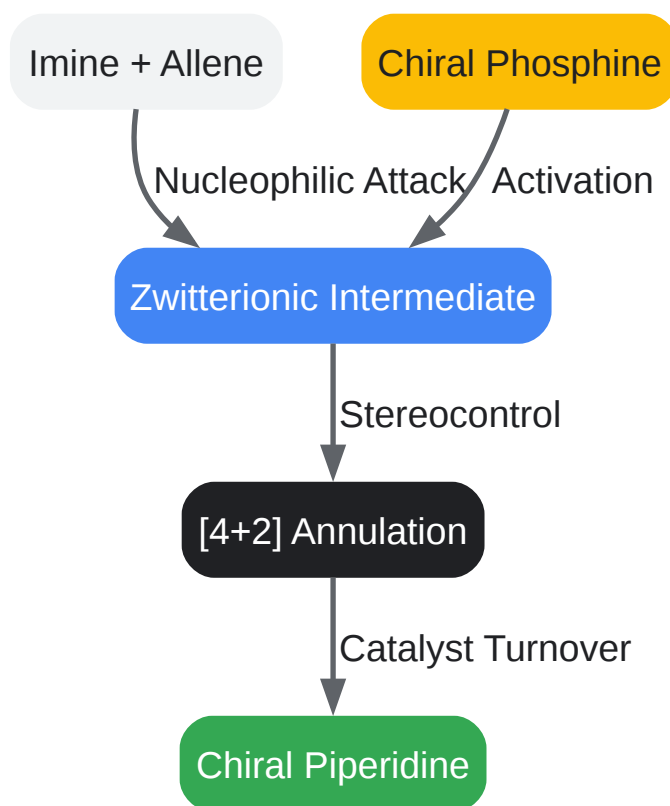 Imine + Allene
Chiral Phosphine
Nucleophilic Attack
Activation
Zwitterionic Intermediate
Stereocontrol
[4+2] Annulation
Catalyst Turnover
Chiral Piperidine